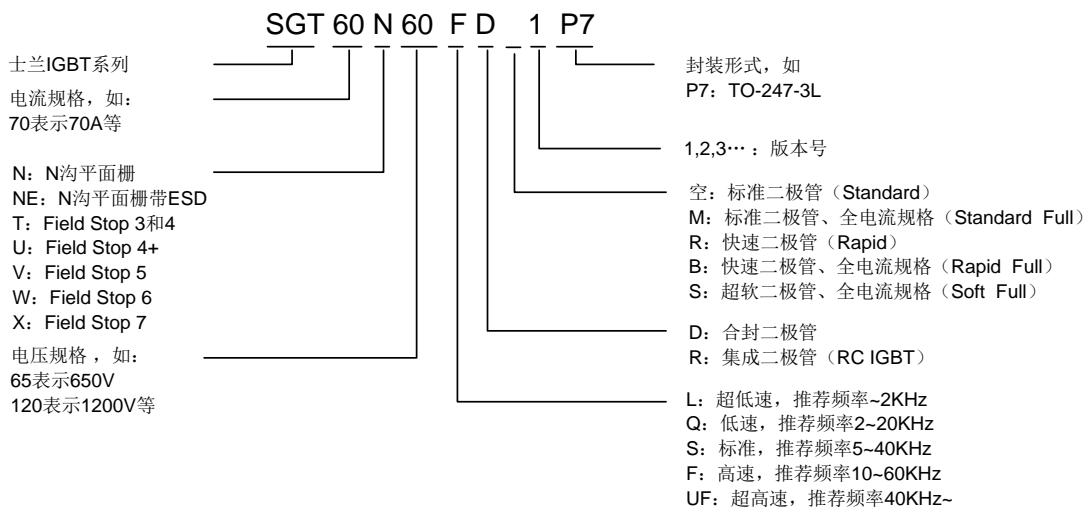 SGT 60 N 60 F D _ 1 P7
士兰IGBT系列
电流规格，如：
70表示70A等
N：N沟平面栅
NE：N沟平面栅带ESD
T：Field Stop 3和4
U：Field Stop 4+
V：Field Stop 5
W：Field Stop 6
X：Field Stop 7
电压规格 ，如：
65表示650V
120表示1200V等
封装形式，如
P7：TO-247-3L
1,2,3… ：版本号
空：标准二极管（Standard）
M：标准二极管、全电流规格（Standard Full）
R：快速二极管（Rapid）
B：快速二极管、全电流规格（Rapid Full）
S：超软二极管、全电流规格（Soft Full）
D：合封二极管
R：集成二极管（RC IGBT）
L：超低速，推荐频率~2KHz
Q：低速，推荐频率2~20KHz
S：标准，推荐频率5~40KHz
F：高速，推荐频率10~60KHz
UF：超高速，推荐频率40KHz~